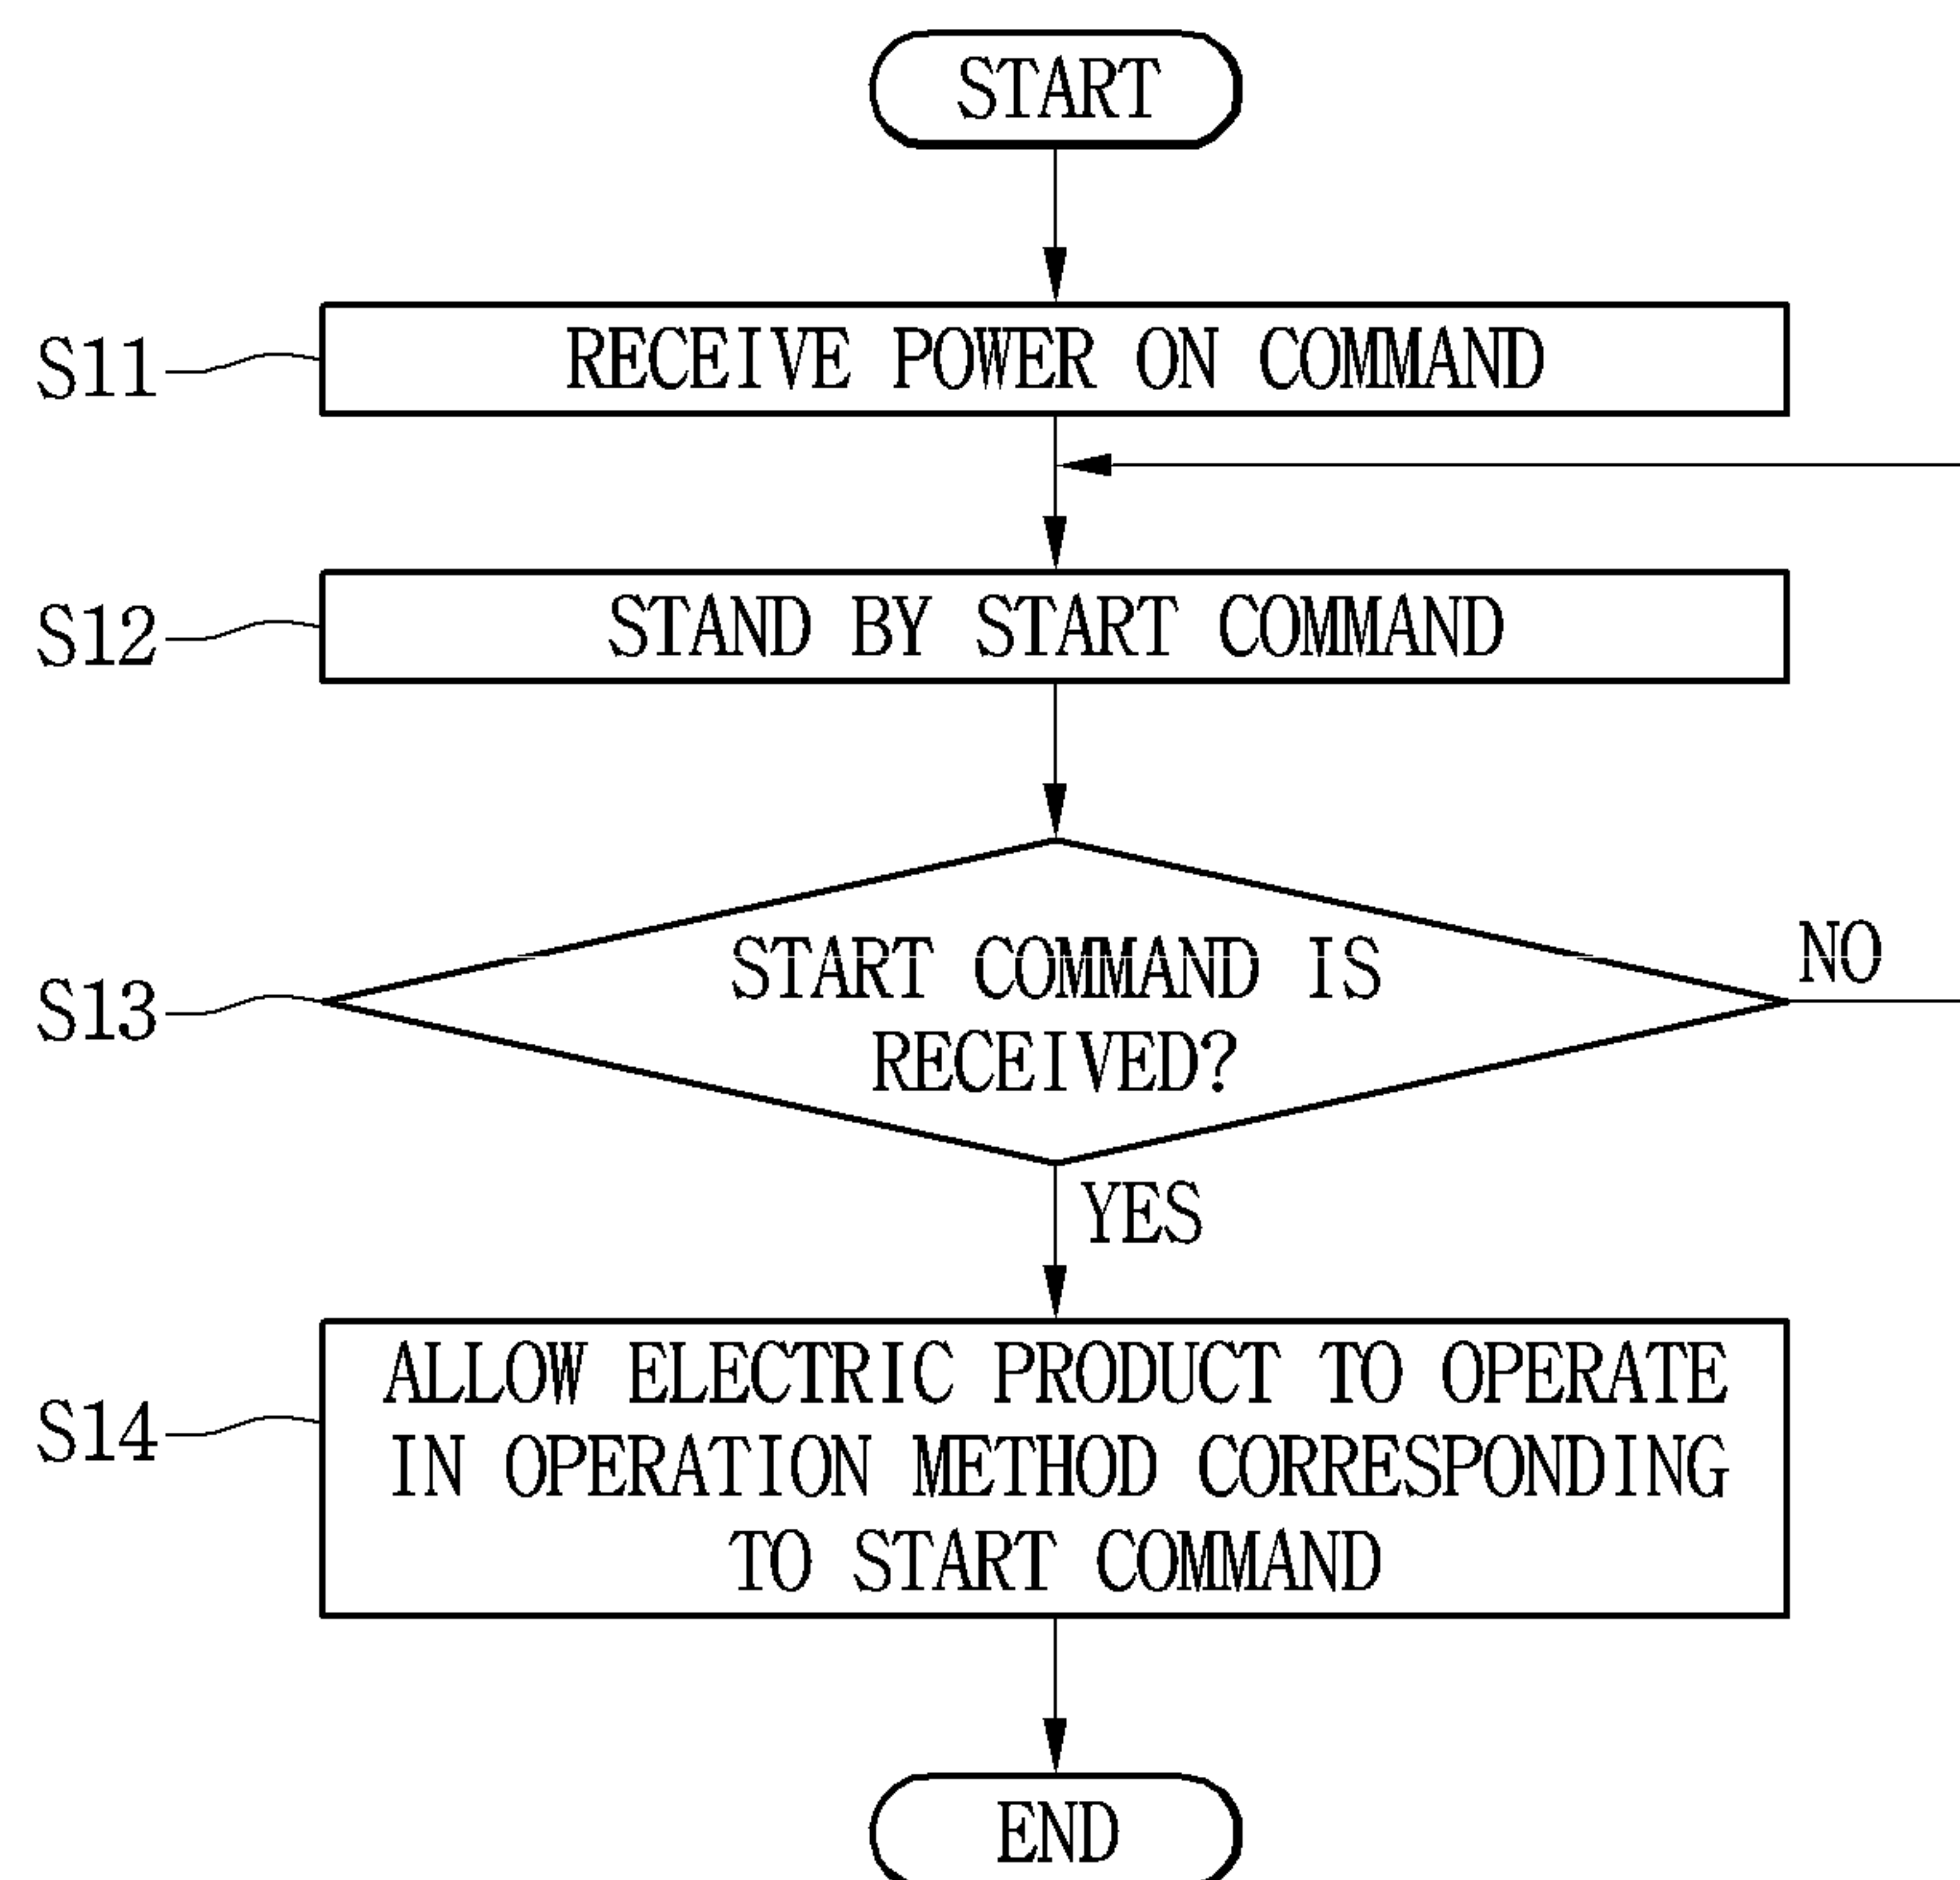 START
S11
RECEIVE POWER ON COMMAND
S12
STAND BY START COMMAND
S13
START COMMAND IS
RECEIVED?
NO
YES
S14
ALLOW ELECTRIC PRODUCT TO OPERATE
IN OPERATION METHOD CORRESPONDING
TO START COMMAND
END